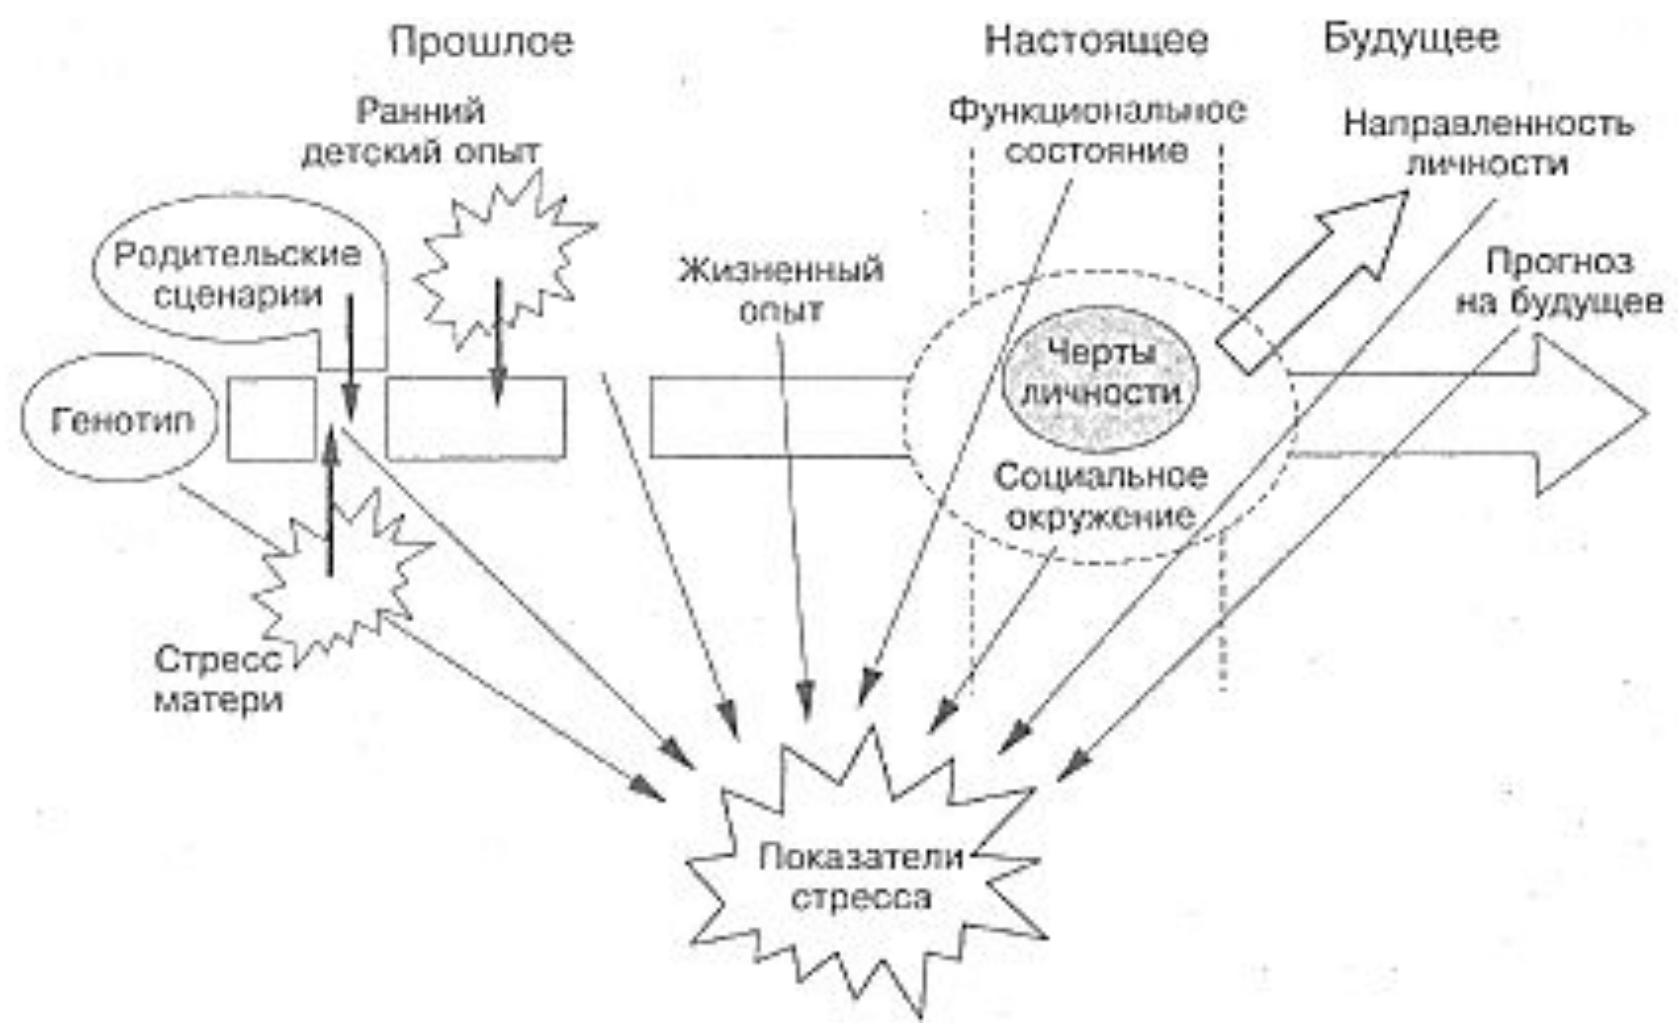 Прошлое
Настоящее
Будущее
Ранний
детский опыт
Функциональное
состояние
Направленность
личности
Родительские
сценарии
Жизненный
опыт
Прогноз
на будущее
Генотип
Черты
личности
Социальное
окружение
Стресс
матери
Показатели
стресса